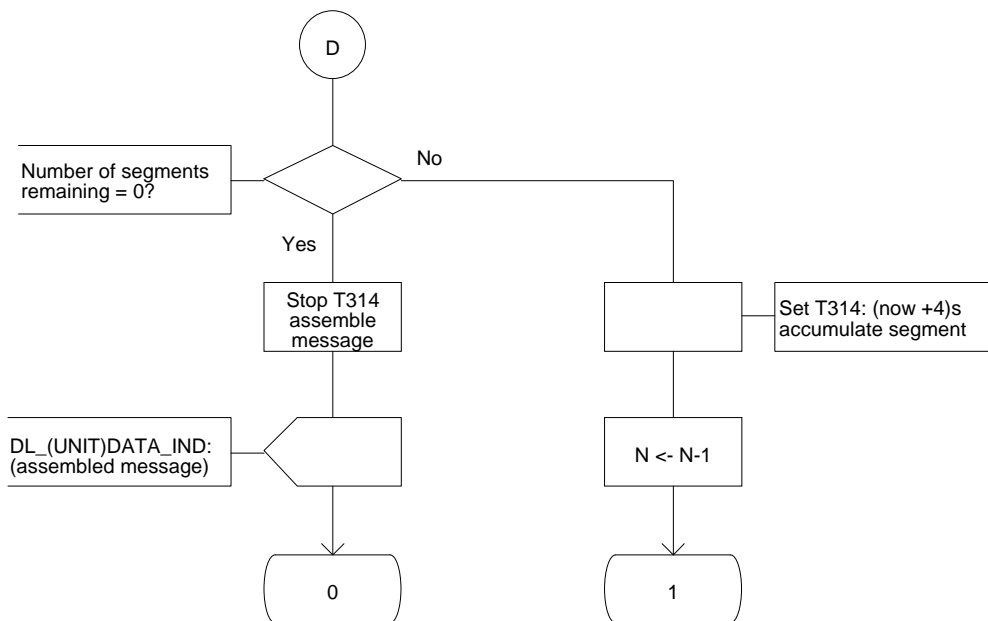 D
Number of segments
remaining = 0?
No
Yes
Stop T314
assemble
message
Set T314: (now +4)s
accumulate segment
DL_(UNIT)DATA_IND:
(assembled message)
N <- N-1
0
1